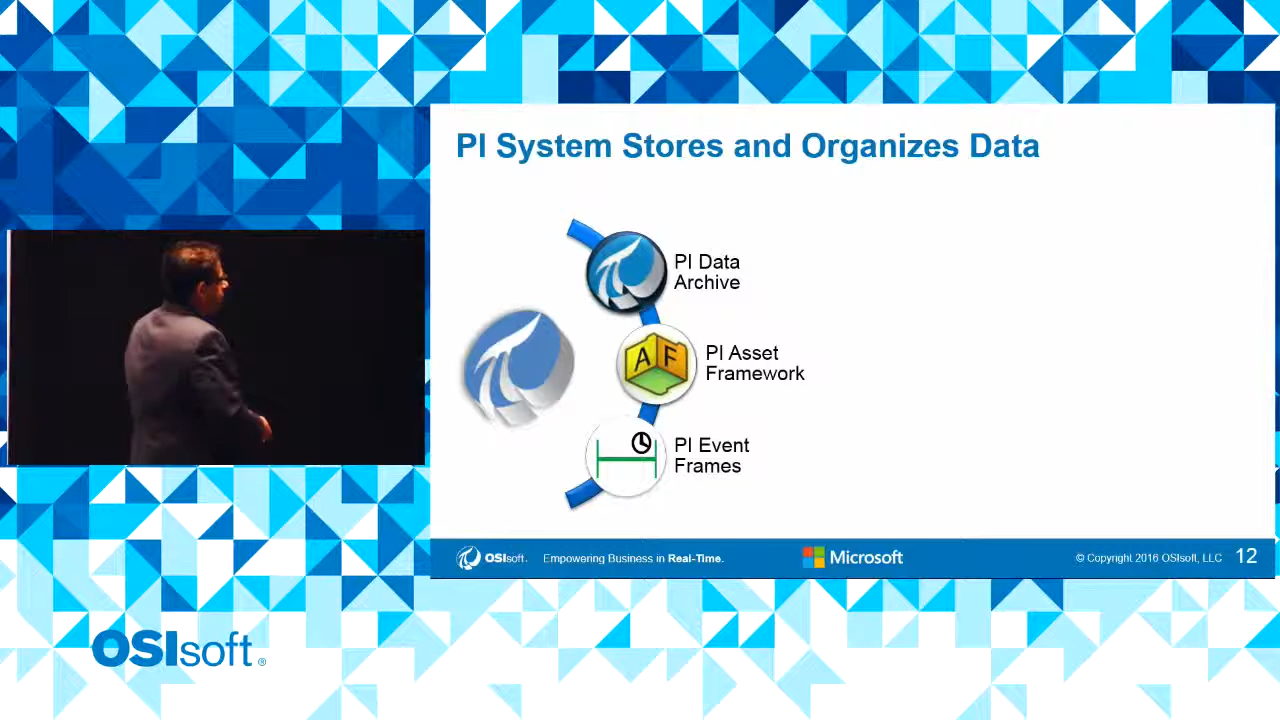 PI System Stores and Organizes Data
PI Data
Archive
AF
PI Asset
Framework
PI Event
Frames
OSIsoft. Empowering Business in Real-Time.
Microsoft
© Copyright 2016 OSIsoft, LLC 12
OSIsoft®